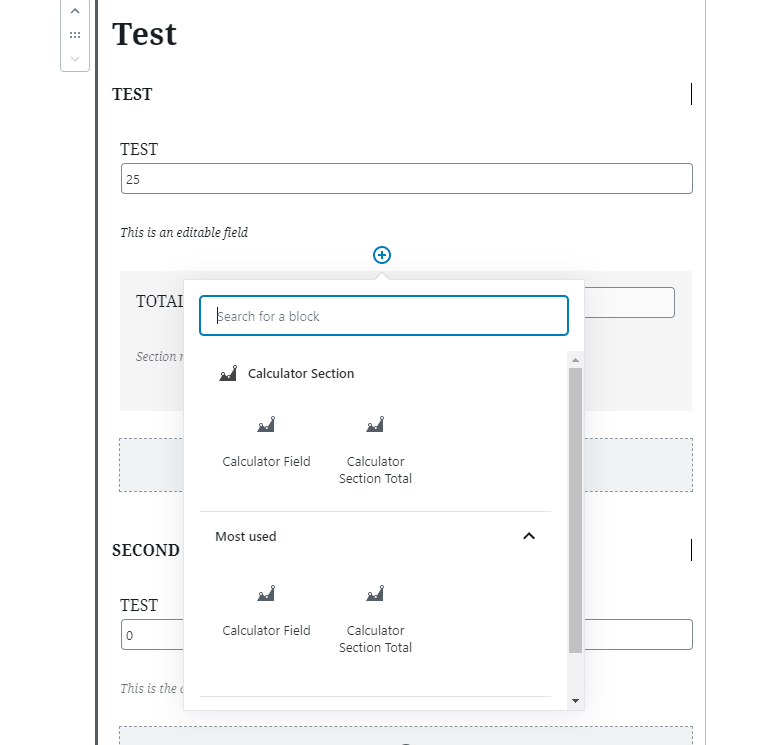 Test
TEST
TEST
25
This is an editable field
TOTAL
Search for a block
Section
Calculator Section
Calculator Field
Calculator
Section Total
Most used
SECOND
TEST
Calculator Field
Calculator
Section Total
0
This is the